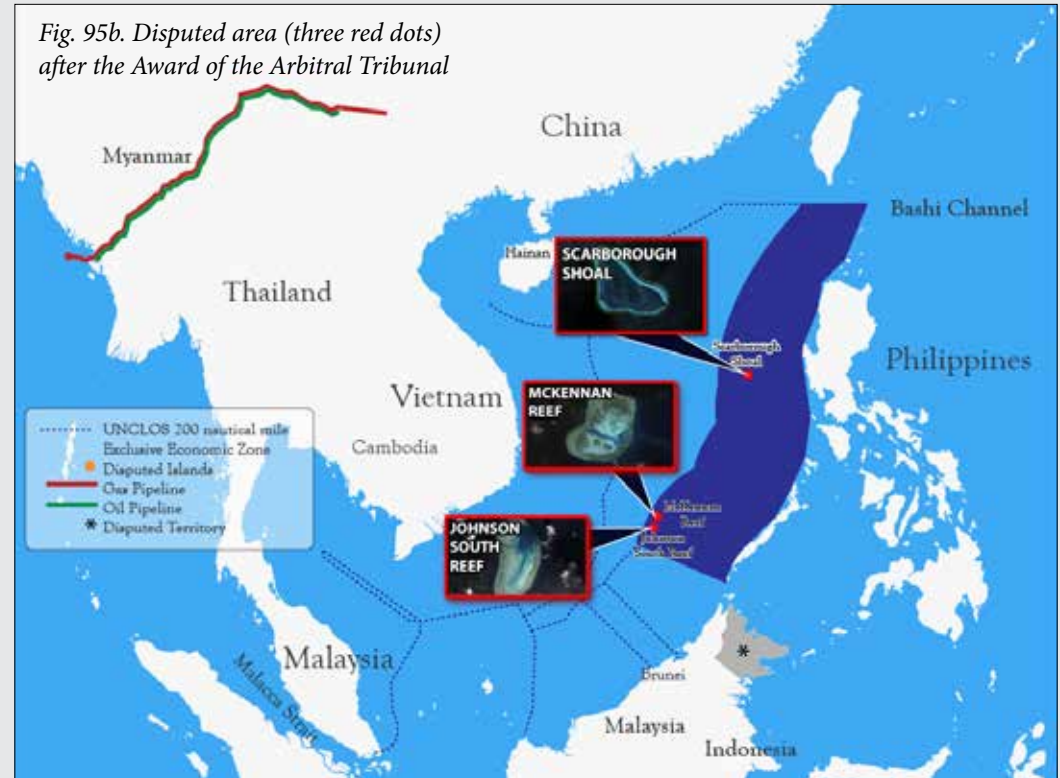 Fig. 95b. Disputed area (three red dots)
after the Award of the Arbitral Tribunal
China
Myanmar
Bashi Channel
Hainan
SCARBOROUGH
SHOAL
Thailand
Scarborough
Shoal
Philippines
Vietnam
MCKENNAN
REEF
Cambodia
UNCLOS 200 nautical mile
Exclusive Economic Zone
Disputed Islands
Gas Pipeline
Oil Pipeline
* Disputed Territory
McKennan
Reef
JOHNSON
SOUTH
REEF
Johnson
South Reef
Malaysia
Malacca Strait
*
Brunei
Malaysia
Indonesia